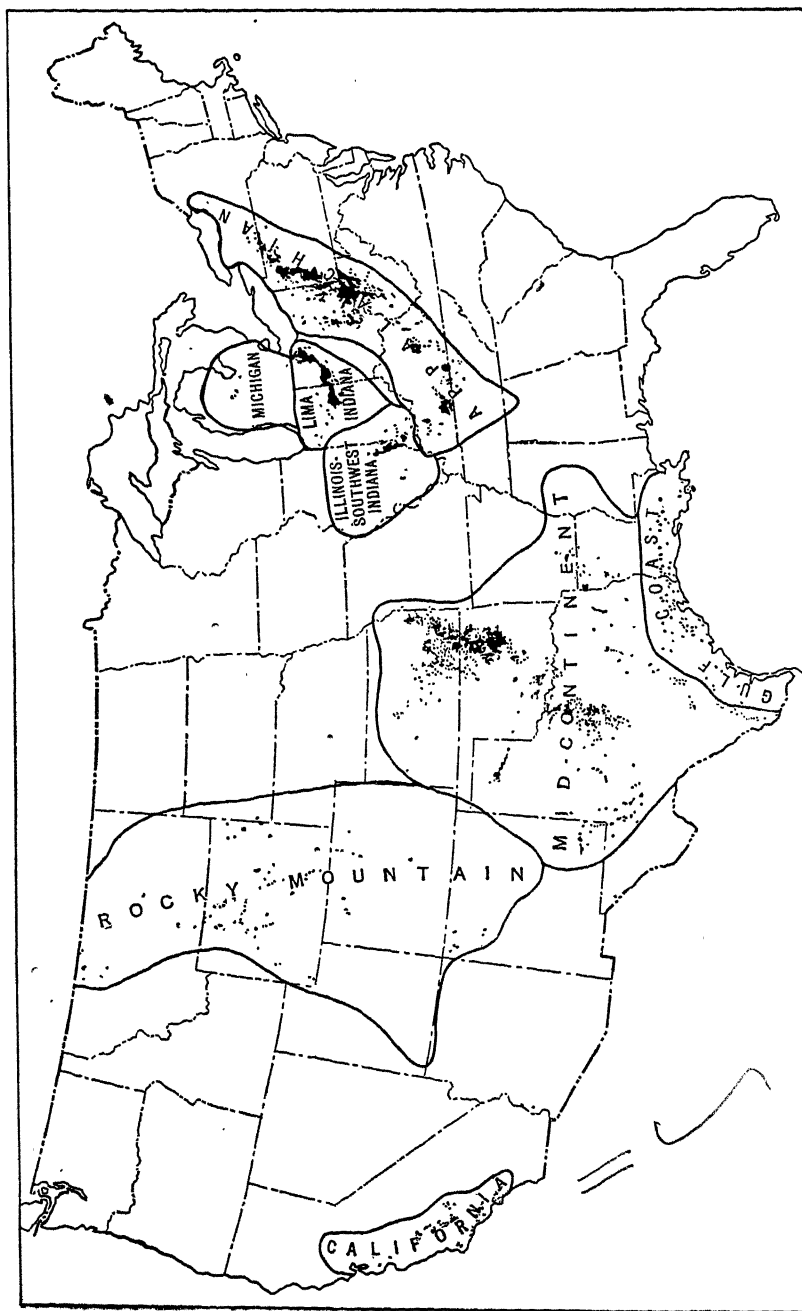 ROCKY MOUNTAIN
CALIFORNIA
MID-CONTINENT
GULF COAST
ILLINOIS-
SOUTHWEST
INDIANA
MICHIGAN
LIMA
INDIANA
APPALACHIAN